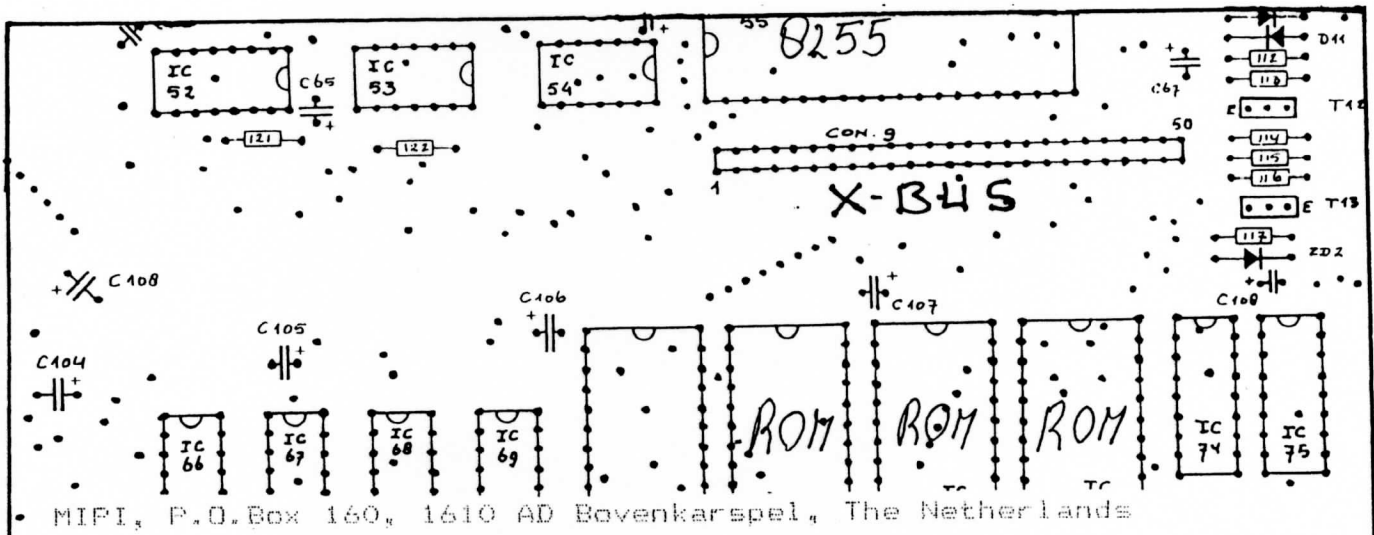 55 8255
D11
IC 52
IC 53
IC 54
C65
C67
112
113
T12
E
121
122
CON. 9
50
1
114
115
116
X-BUS
E T13
117
ZD2
C108
C106
C107
C108
C105
C104
ROM
ROM
ROM
IC 66
IC 67
IC 68
IC 69
IC 74
IC 75
IC
IC
MIPI, P.O.Box 160, 1610 AD Bovenkarspel, The Netherlands